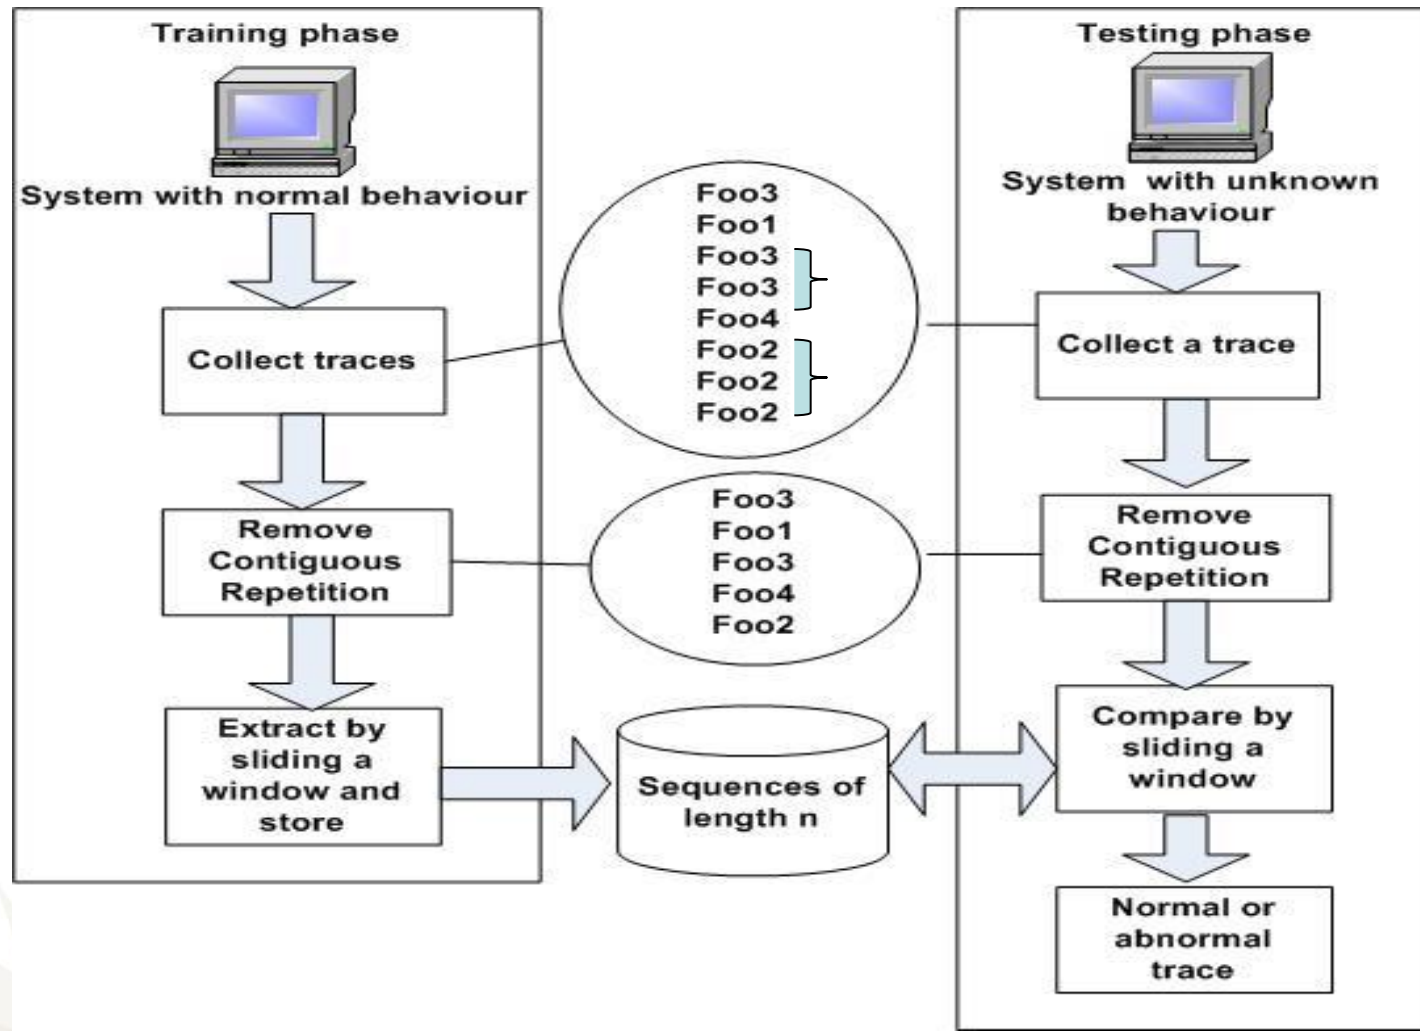 Training phase
System with normal behaviour
Collect traces
Remove
Contiguous
Repetition
Extract by
sliding a
window and
store
Foo3
Foo1
Foo3
Foo3
Foo4
Foo2
Foo2
Foo2
Foo3
Foo1
Foo3
Foo4
Foo2
Sequences of
length n
Testing phase
System with unknown
behaviour
Collect a trace
Remove
Contiguous
Repetition
Compare by
sliding a
window
Normal or
abnormal
trace